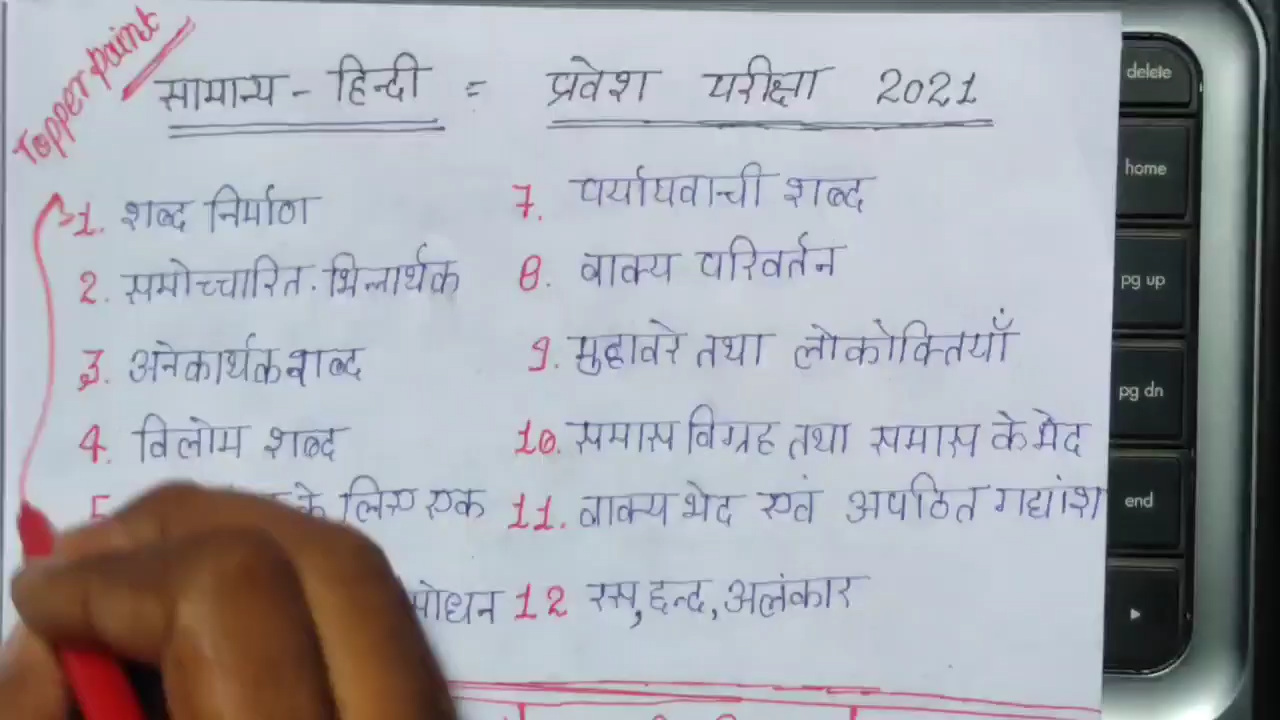 Topper point
सामान्य - हिन्दी = प्रवेश परीक्षा 2021
1. शब्द निर्माण
2. समोच्चारित. भिन्नार्थक
3. अनेकार्थक शब्द
4. विलोम शब्द
5 के लिए एक
7. पर्यायवाची शब्द
8. वाक्य परिवर्तन
9. मुहावरे तथा लोकोक्तियाँ
10. समास विग्रह तथा समास के भेद
11. वाक्य भेद एवं अपठित गद्यांश
12 रस, छन्द, अलंकार
delete
home
pg up
pg dn
end